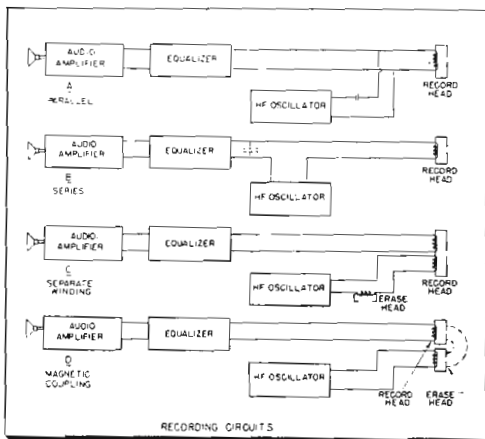 AUDIO
AMPLIFIER
EQUALIZER
A
PARALLEL
HF OSCILLATOR
RECORD
HEAD
AUDIO
AMPLIFIER
EQUALIZER
B
SERIES
HF OSCILLATOR
RECORD
HEAD
AUDIO
AMPLIFIER
EQUALIZER
C
SEPARATE
WINDING
HF OSCILLATOR
ERASE
HEAD
RECORD
HEAD
AUDIO
AMPLIFIER
EQUALIZER
D
MAGNETIC
COUPLING
HF OSCILLATOR
RECORD
HEAD
ERASE
HEAD
RECORDING CIRCUITS